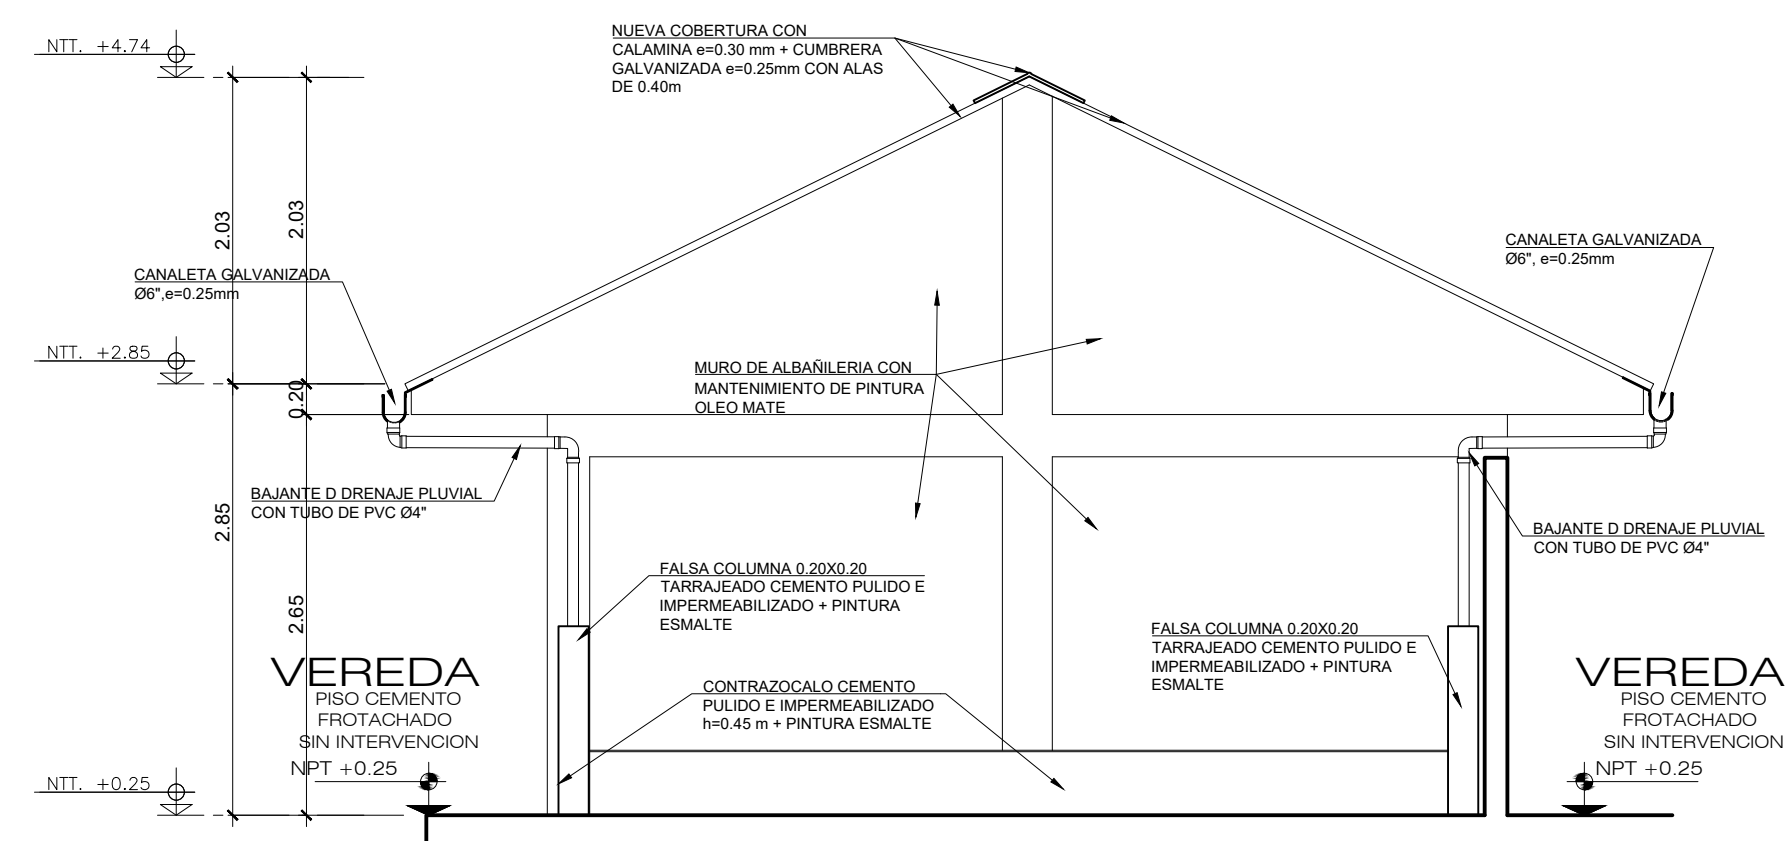 NTT. +4.74
NUEVA COBERTURA CON
CALAMINA e=0.30 mm + CUMBRERA
GALVANIZADA e=0.25mm CON ALAS
DE 0.40m
2.03
2.03
CANALETA GALVANIZADA
Ø6",e=0.25mm
CANALETA GALVANIZADA
Ø6", e=0.25mm
NTT. +2.85
0.20
MURO DE ALBAÑILERIA CON
MANTENIMIENTO DE PINTURA
OLEO MATE
BAJANTE D DRENAJE PLUVIAL
CON TUBO DE PVC Ø4"
2.85
BAJANTE D DRENAJE PLUVIAL
CON TUBO DE PVC Ø4"
FALSA COLUMNA 0.20X0.20
TARRAJEADO CEMENTO PULIDO E
IMPERMEABILIZADO + PINTURA
ESMALTE
2.65
FALSA COLUMNA 0.20X0.20
TARRAJEADO CEMENTO PULIDO E
IMPERMEABILIZADO + PINTURA
ESMALTE
VEREDA
PISO CEMENTO
FROTACHADO
SIN INTERVENCION
NPT +0.25
CONTRAZOCALO CEMENTO
PULIDO E IMPERMEABILIZADO
h=0.45 m + PINTURA ESMALTE
VEREDA
PISO CEMENTO
FROTACHADO
SIN INTERVENCION
NPT +0.25
NTT. +0.25